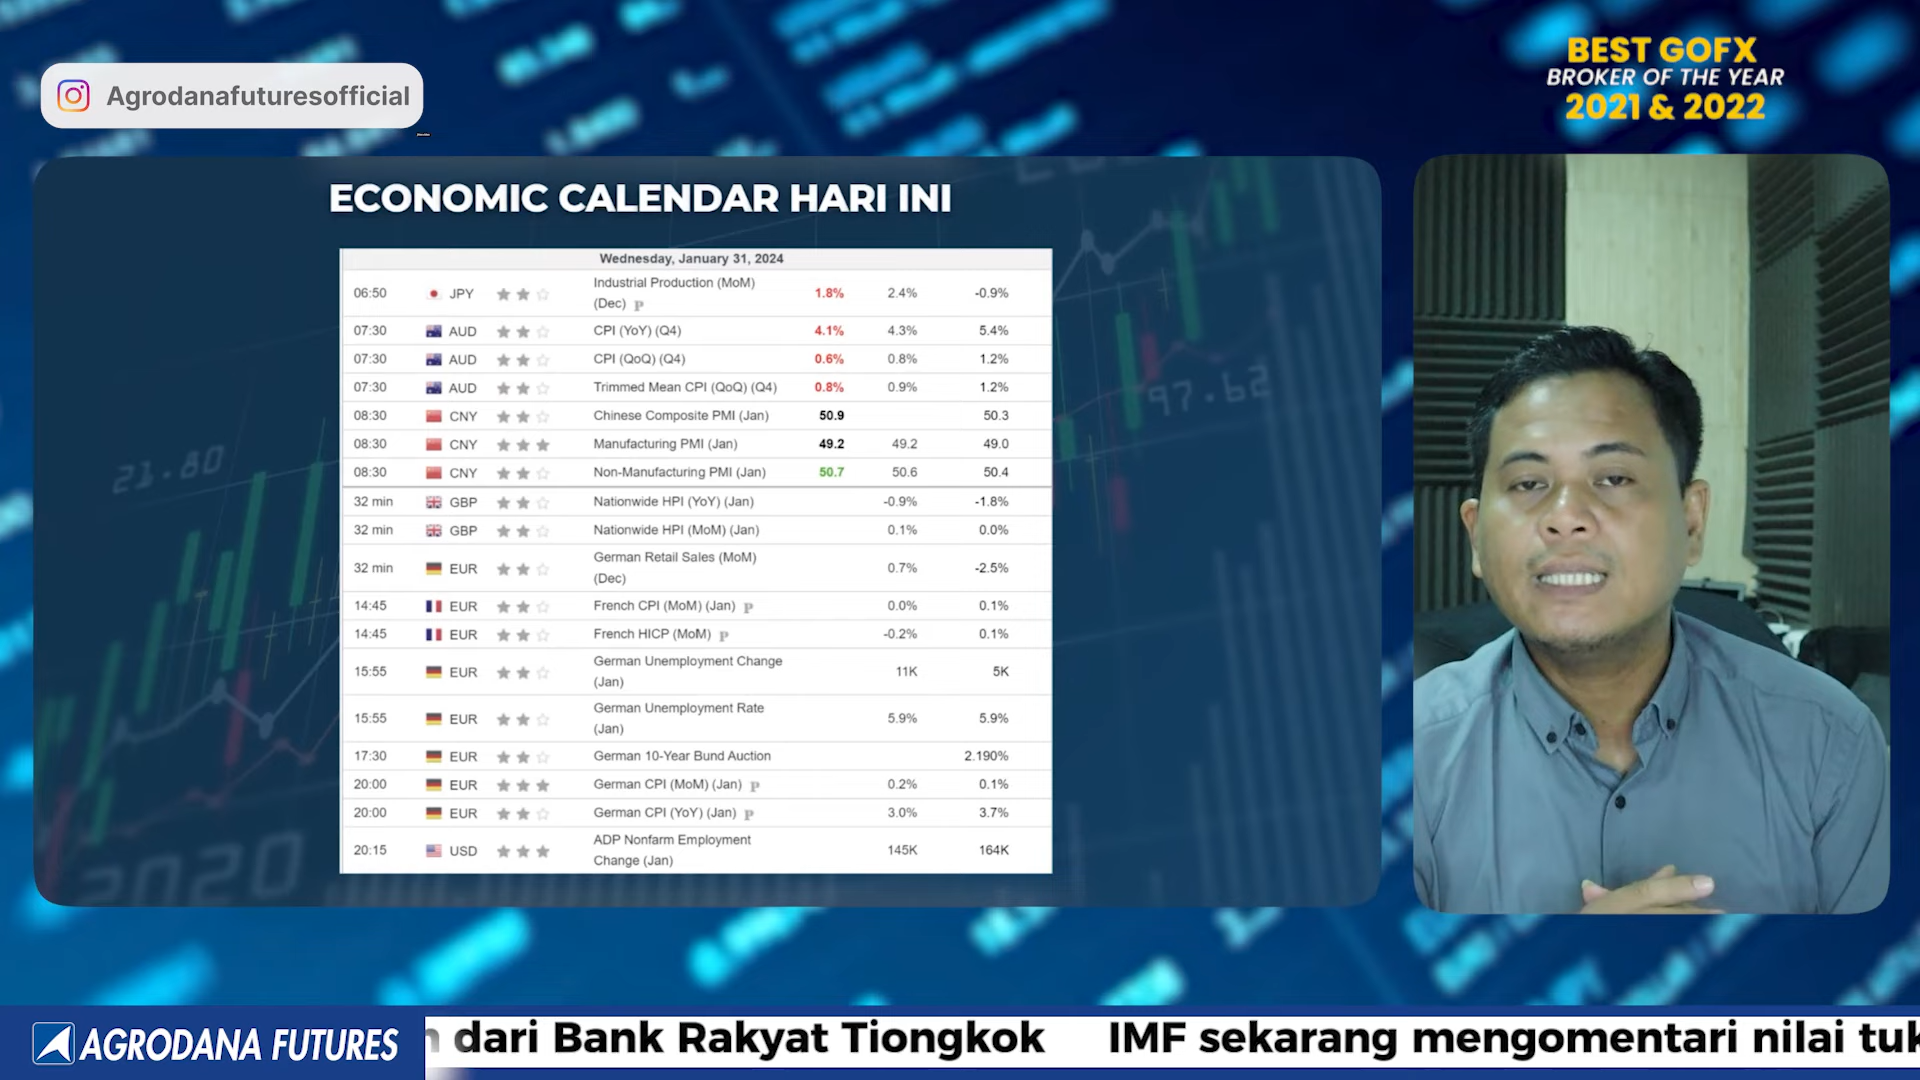 Agrodanafuturesofficial
BEST GOFX
BROKER OF THE YEAR
2021 & 2022
ECONOMIC CALENDAR HARI INI
Wednesday, January 31, 2024
06:50 JPY Industrial Production (MoM) (Dec) P 1.8% 2.4% -0.9%
07:30 AUD CPI (YoY) (Q4) 4.1% 4.3% 5.4%
07:30 AUD CPI (QoQ) (Q4) 0.6% 0.8% 1.2%
07:30 AUD Trimmed Mean CPI (QoQ) (Q4) 0.8% 0.9% 1.2%
08:30 CNY Chinese Composite PMI (Jan) 50.9 50.3
08:30 CNY Manufacturing PMI (Jan) 49.2 49.2 49.0
08:30 CNY Non-Manufacturing PMI (Jan) 50.7 50.6 50.4
32 min GBP Nationwide HPI (YoY) (Jan) -0.9% -1.8%
32 min GBP Nationwide HPI (MoM) (Jan) 0.1% 0.0%
32 min EUR German Retail Sales (MoM) (Dec) 0.7% -2.5%
14:45 EUR French CPI (MoM) (Jan) P 0.0% 0.1%
14:45 EUR French HICP (MoM) P -0.2% 0.1%
15:55 EUR German Unemployment Change (Jan) 11K 5K
15:55 EUR German Unemployment Rate (Jan) 5.9% 5.9%
17:30 EUR German 10-Year Bund Auction 2.190%
20:00 EUR German CPI (MoM) (Jan) P 0.2% 0.1%
20:00 EUR German CPI (YoY) (Jan) P 3.0% 3.7%
20:15 USD ADP Nonfarm Employment Change (Jan) 145K 164K
21.80
97.62
2020
AGRODANA FUTURES
dari Bank Rakyat Tiongkok IMF sekarang mengomentari nilai tuk